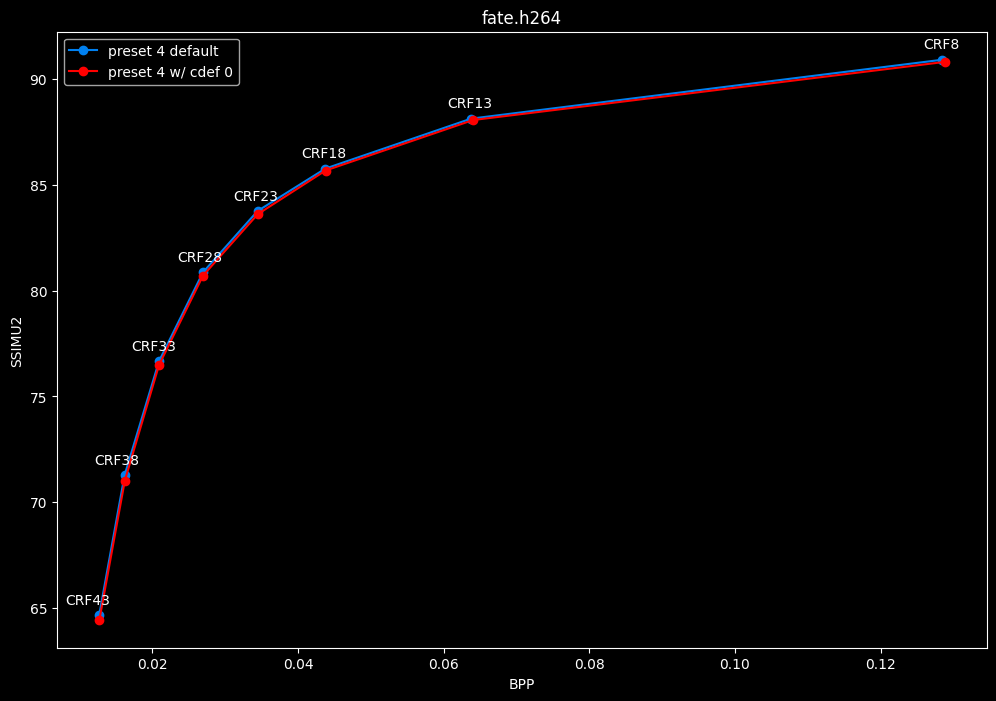 fate.h264
preset 4 default
preset 4 w/ cdef 0
CRF8
CRF13
CRF18
CRF23
CRF28
CRF33
CRF38
CRF43
90
85
80
75
70
65
SSIMU2
0.02 0.04 0.06 0.08 0.10 0.12
BPP